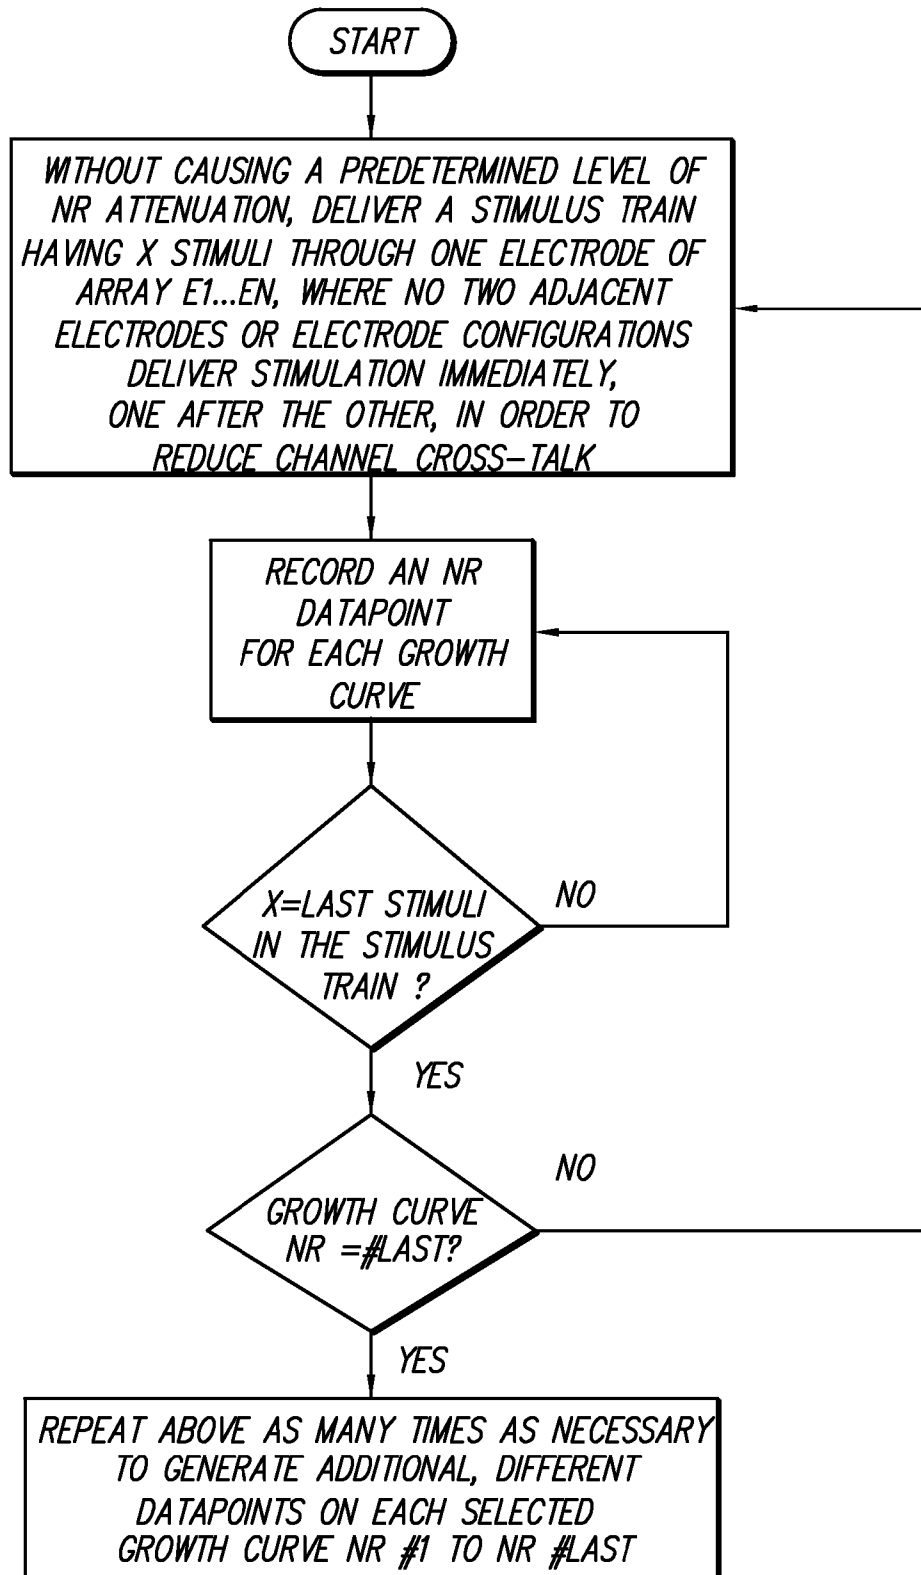 START
WITHOUT CAUSING A PREDETERMINED LEVEL OF
NR ATTENUATION, DELIVER A STIMULUS TRAIN
HAVING X STIMULI THROUGH ONE ELECTRODE OF
ARRAY E1...EN, WHERE NO TWO ADJACENT
ELECTRODES OR ELECTRODE CONFIGURATIONS
DELIVER STIMULATION IMMEDIATELY,
ONE AFTER THE OTHER, IN ORDER TO
REDUCE CHANNEL CROSS-TALK
RECORD AN NR
DATAPOINT
FOR EACH GROWTH
CURVE
X=LAST STIMULI
IN THE STIMULUS
TRAIN ?
NO
YES
GROWTH CURVE
NR =#LAST?
NO
YES
REPEAT ABOVE AS MANY TIMES AS NECESSARY
TO GENERATE ADDITIONAL, DIFFERENT
DATAPOINTS ON EACH SELECTED
GROWTH CURVE NR #1 TO NR #LAST